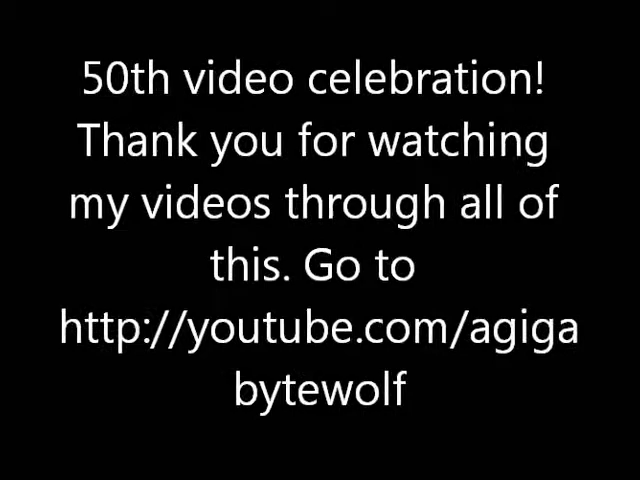 50th video celebration!
Thank you for watching
my videos through all of
this. Go to
http://youtube.com/agiga
bytewolf